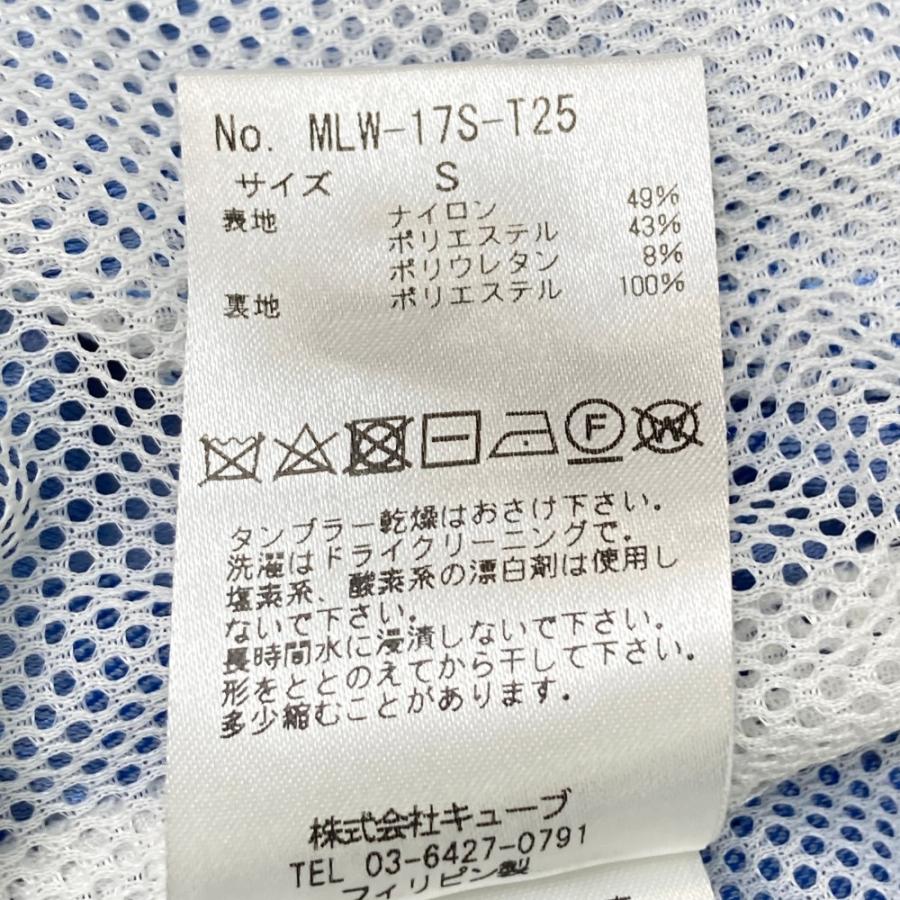 No. MLW-17S-T25
サイズ S
表地 ナイロン 49%
ポリエステル 43%
ポリウレタン 8%
裏地 ポリエステル 100%
F W
タンブラー乾燥はおさけ下さい。
洗濯はドライクリーニングで。
塩素系、酸素系の漂白剤は使用し
ないで下さい。
長時間水に浸漬しないで下さい。
形をととのえてから干して下さい。
多少縮むことがあります。
株式会社キューブ
TEL 03-6427-0791
フィリピン製